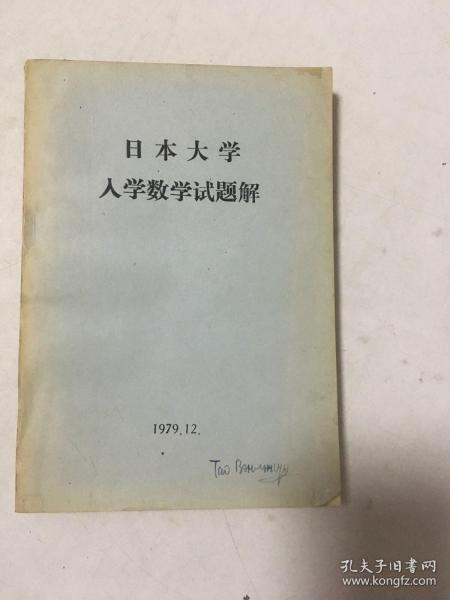 日本大学
入学数学试题解
1979.12.
Tao
孔夫子旧书网
www.kongfz.com